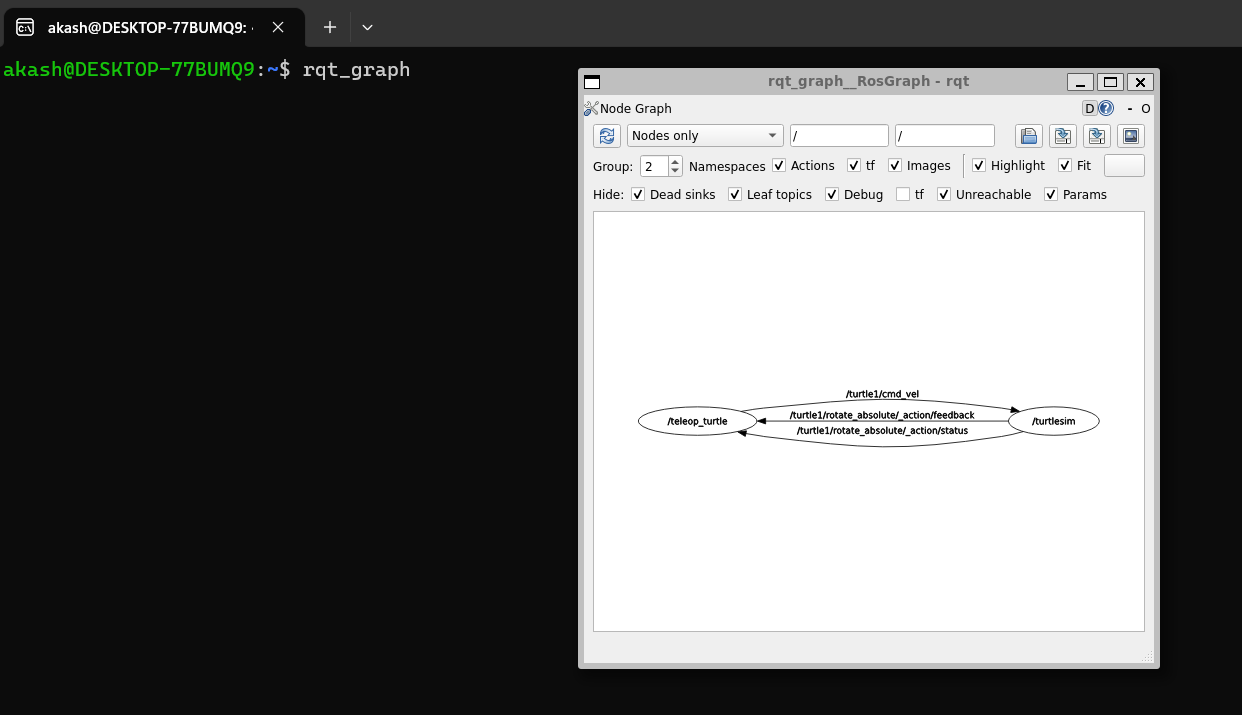 akash@DESKTOP-77BUMQ9: ·
akash@DESKTOP-77BUMQ9:~$ rqt_graph
rqt_graph__RosGraph - rqt
Node Graph
D ? - O
Nodes only / /
Group: 2 Namespaces Actions tf Images Highlight Fit
Hide: Dead sinks Leaf topics Debug tf Unreachable Params
/turtle1/cmd_vel
/turtle1/rotate_absolute/_action/feedback
/teleop_turtle /turtlesim
/turtle1/rotate_absolute/_action/status